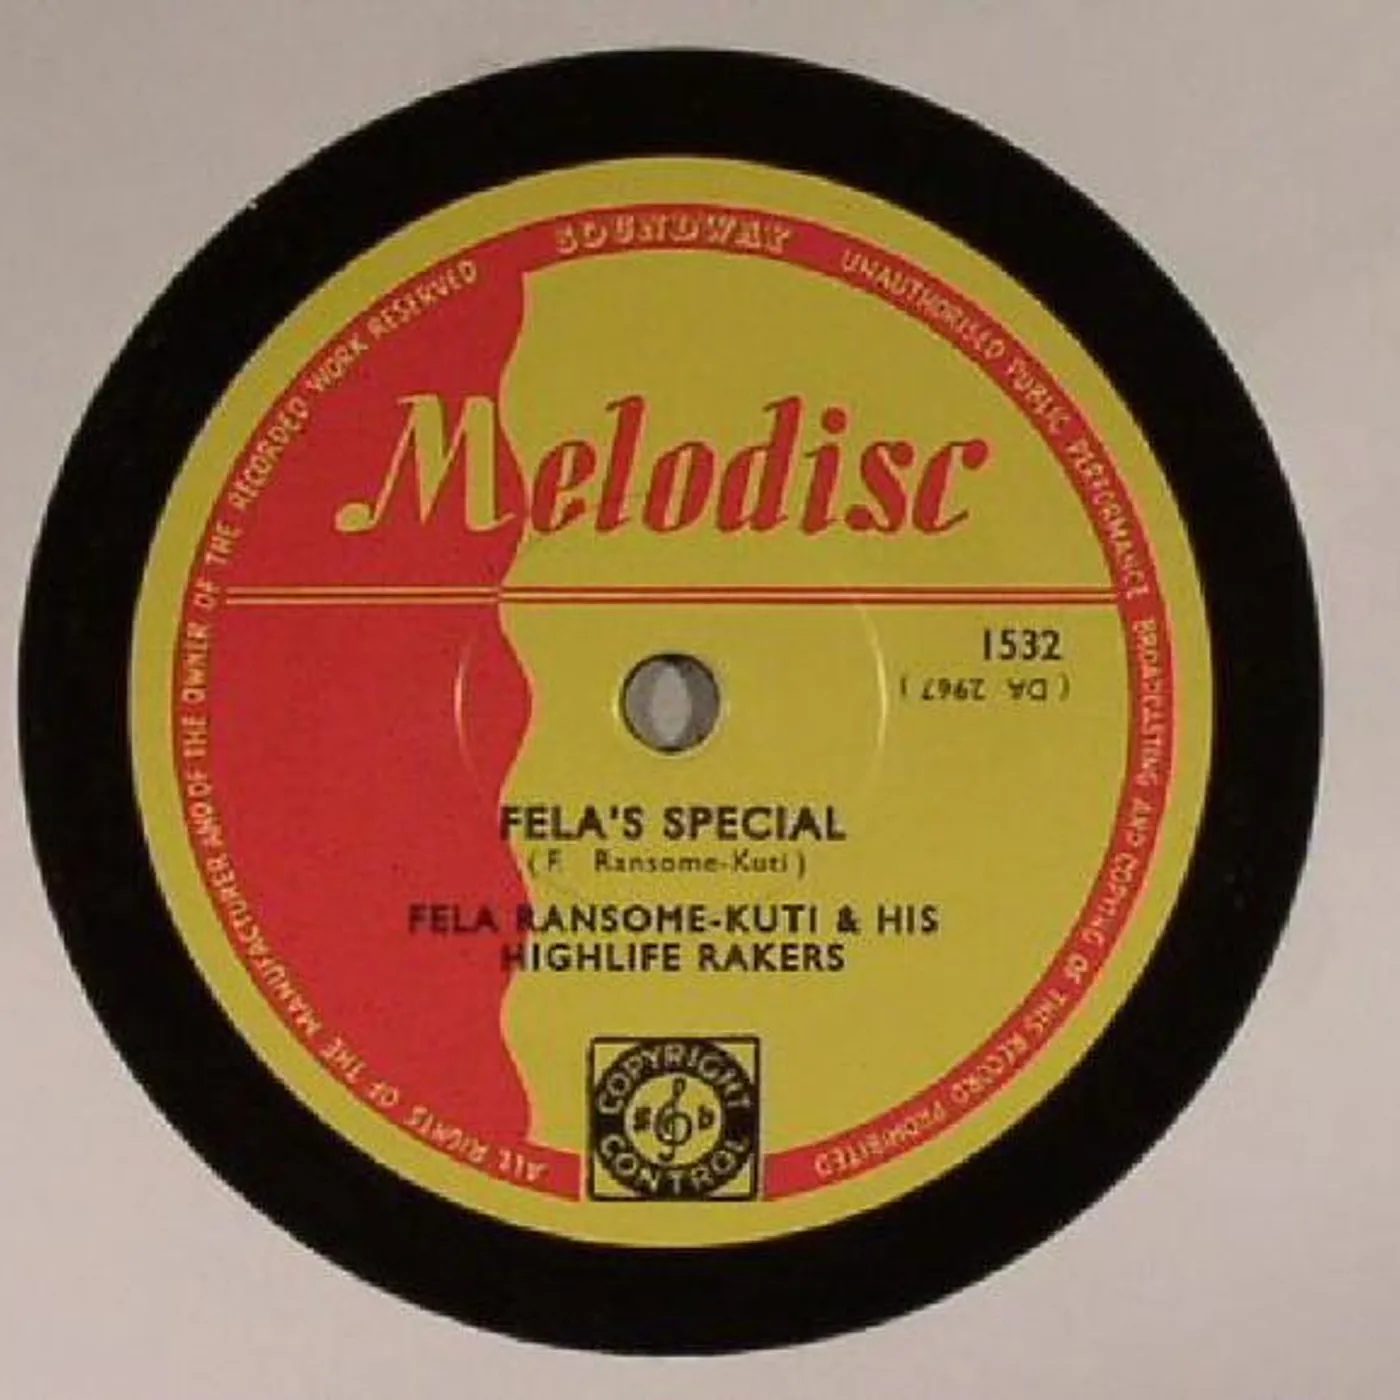 SOUNDWAY
ALL RIGHTS OF THE MANUFACTURER AND OF THE OWNER OF THE RECORDED WORK RESERVED
UNAUTHORISED PUBLIC PERFORMANCE BROADCASTING AND COPYING OF THIS RECORD PROHIBITED
Melodisc
1532
( DA 2967 )
FELA'S SPECIAL
( F. Ransome-Kuti )
FELA RANSOME-KUTI & HIS
HIGHLIFE RAKERS
COPYRIGHT
CONTROL